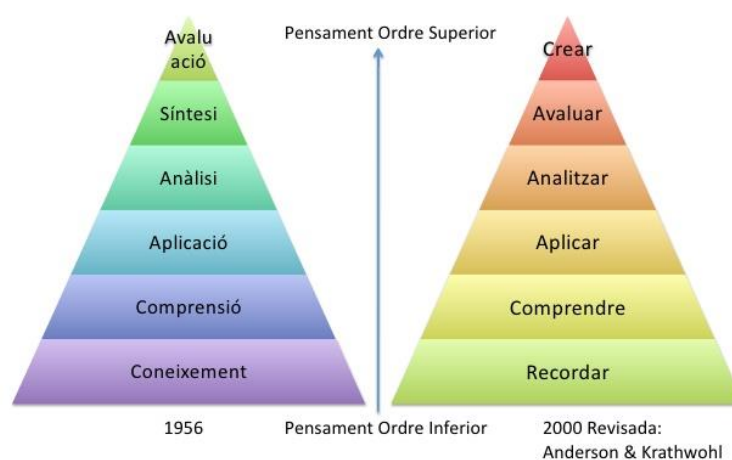 Avalu
ació
Síntesi
Anàlisi
Aplicació
Comprensió
Coneixement
1956
Pensament Ordre Superior
Pensament Ordre Inferior
Crear
Avaluar
Analitzar
Aplicar
Comprendre
Recordar
2000 Revisada:
Anderson & Krathwohl